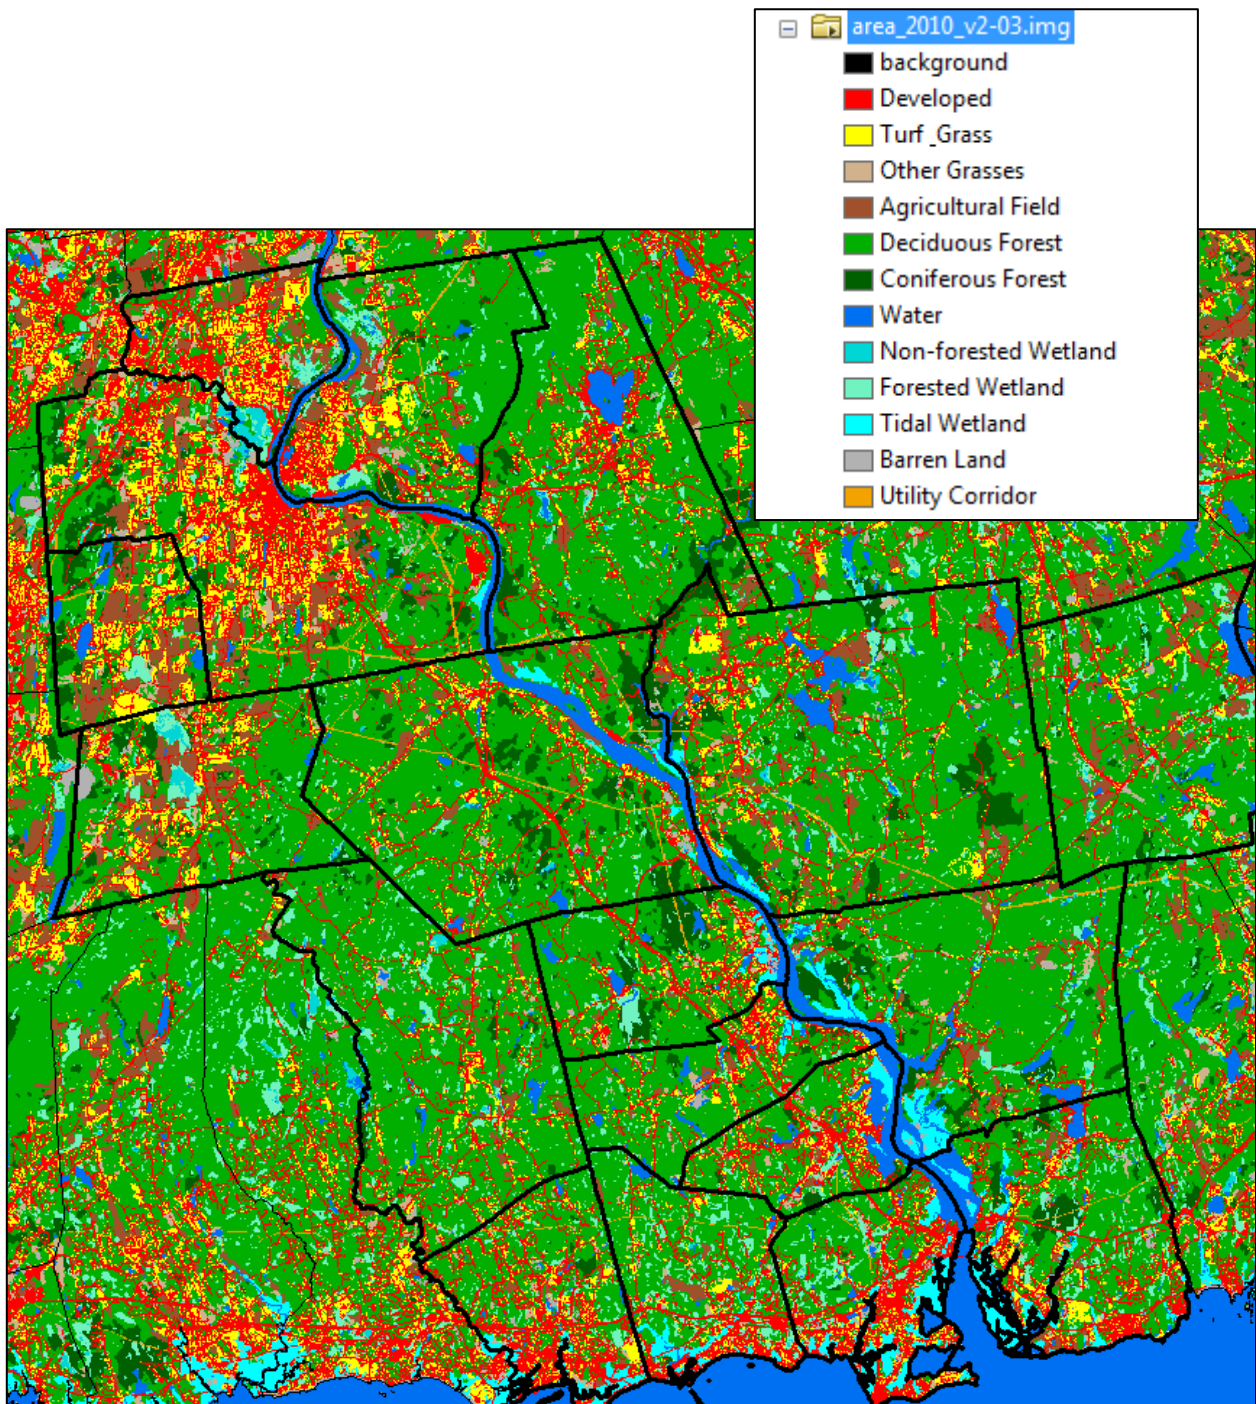 area_2010_v2-03.img
background
Developed
Turf_Grass
Other Grasses
Agricultural Field
Deciduous Forest
Coniferous Forest
Water
Non-forested Wetland
Forested Wetland
Tidal Wetland
Barren Land
Utility Corridor